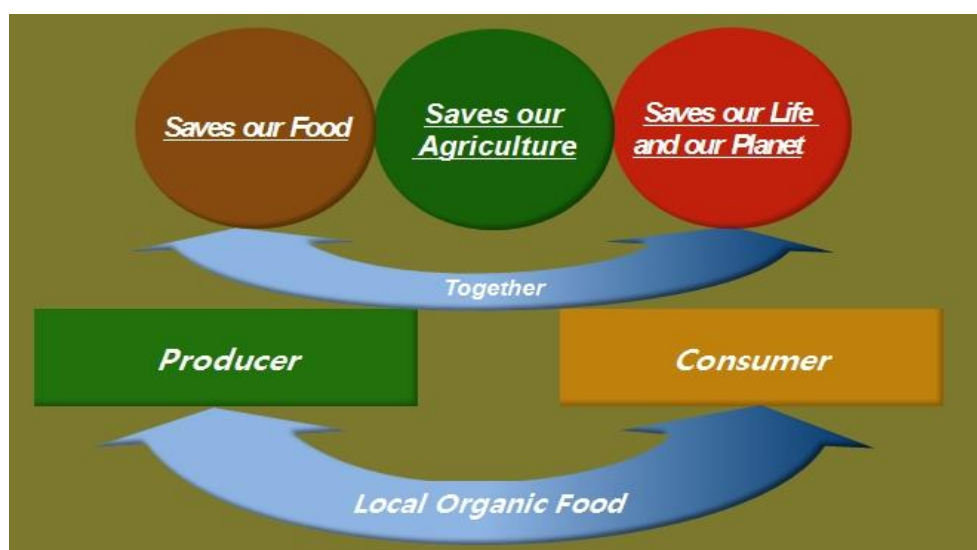 Saves our Food
Saves our
Agriculture
Saves our Life
and our Planet
Together
Producer
Consumer
Local Organic Food